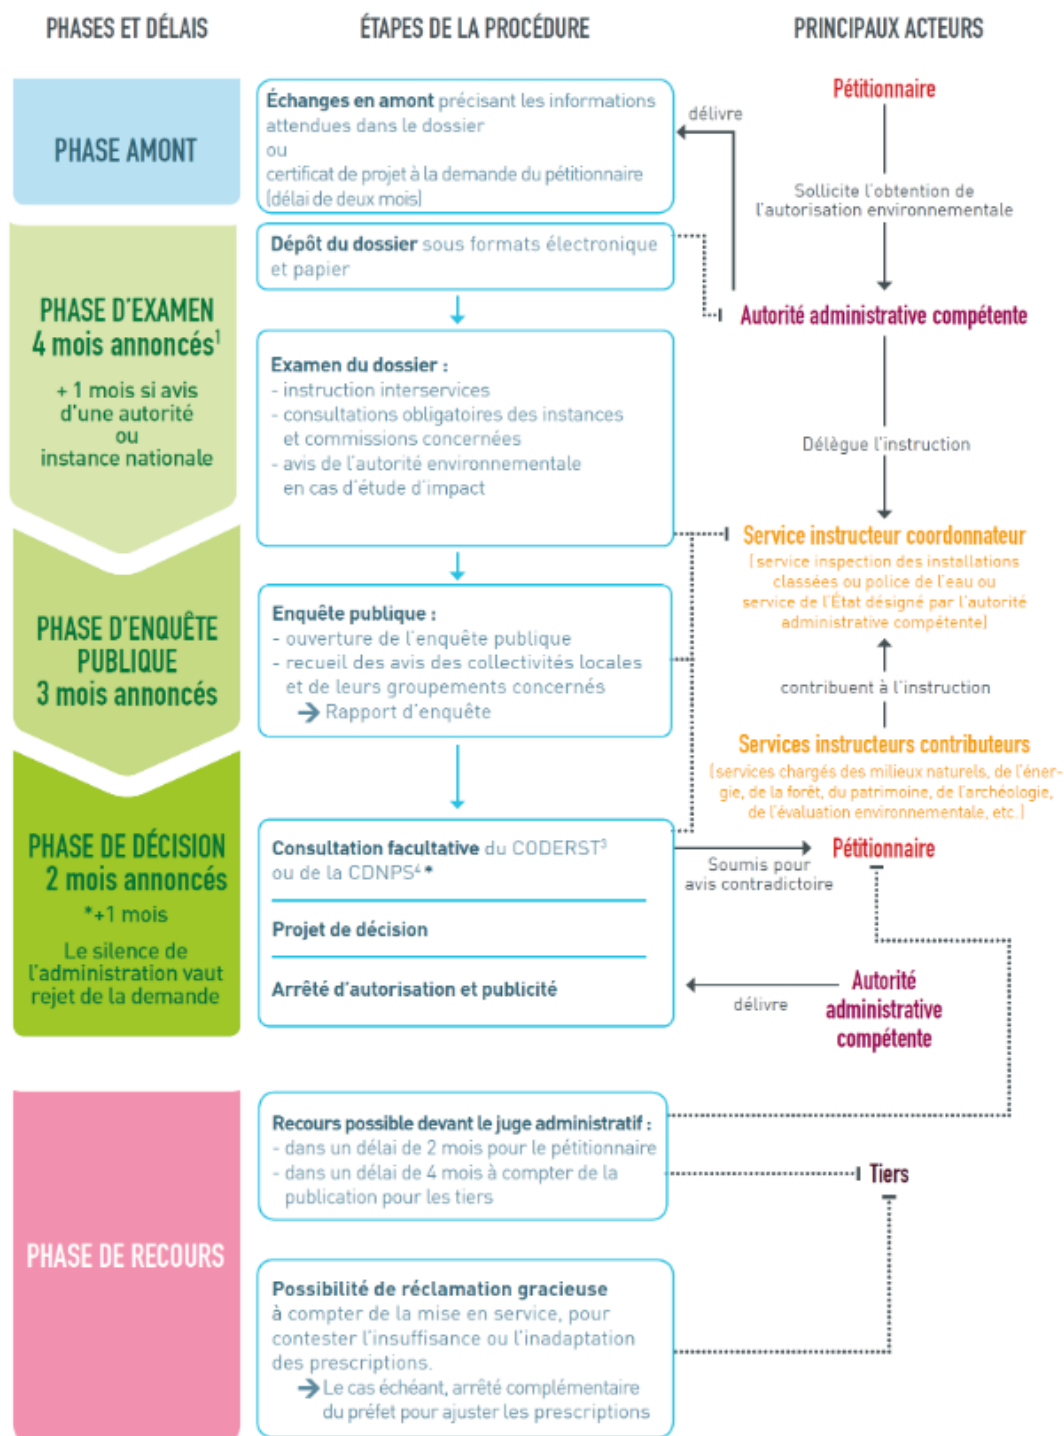 PHASES ET DÉLAIS
ÉTAPES DE LA PROCÉDURE
PRINCIPAUX ACTEURS
PHASE AMONT
Échanges en amont précisant les informations
attendues dans le dossier
ou
certificat de projet à la demande du pétitionnaire
(délai de deux mois)
délivre
Pétitionnaire
Sollicite l'obtention de
l'autorisation environnementale
PHASE D'EXAMEN
4 mois annoncés¹
+ 1 mois si avis
d'une autorité
ou
instance nationale
Dépôt du dossier sous formats électronique
et papier
Autorité administrative compétente
Examen du dossier :
- instruction interservices
- consultations obligatoires des instances
et commissions concernées
- avis de l'autorité environnementale
en cas d'étude d'impact
Délègue l'instruction
Service instructeur coordonnateur
(service inspection des installations
classées ou police de l'eau ou
service de l'État désigné par l'autorité
administrative compétente)
PHASE D'ENQUÊTE
PUBLIQUE
3 mois annoncés
Enquête publique :
- ouverture de l'enquête publique
- recueil des avis des collectivités locales
et de leurs groupements concernés
→ Rapport d'enquête
contribuent à l'instruction
Services instructeurs contributeurs
(services chargés des milieux naturels, de l'éner-
gie, de la forêt, du patrimoine, de l'archéologie,
de l'évaluation environnementale, etc.)
PHASE DE DÉCISION
2 mois annoncés
*+1 mois
Le silence de
l'administration vaut
rejet de la demande
Consultation facultative du CODERST³
ou de la CDNPS⁴ *
Projet de décision
Arrêté d'autorisation et publicité
Soumis pour
avis contradictoire
Pétitionnaire
délivre
Autorité
administrative
compétente
PHASE DE RECOURS
Recours possible devant le juge administratif :
- dans un délai de 2 mois pour le pétitionnaire
- dans un délai de 4 mois à compter de la
publication pour les tiers
Tiers
Possibilité de réclamation gracieuse
à compter de la mise en service, pour
contester l'insuffisance ou l'inadaptation
des prescriptions.
→ Le cas échéant, arrêté complémentaire
du préfet pour ajuster les prescriptions